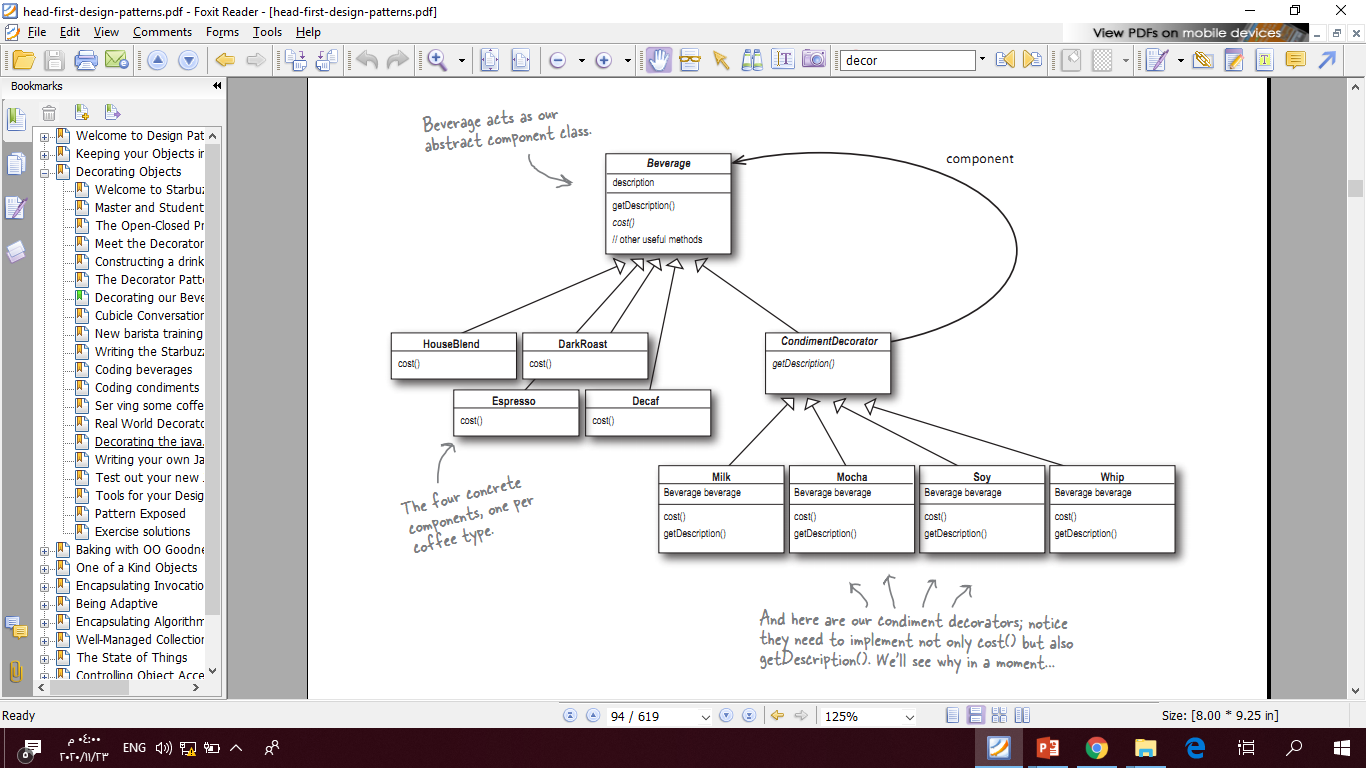 head-first-design-patterns.pdf - Foxit Reader - [head-first-design-patterns.pdf]
File Edit View Comments Forms Tools Help
View PDFs on mobile devices
decor
Bookmarks
Welcome to Design Pat
Keeping your Objects in
Decorating Objects
Welcome to Starbuz
Master and Student
The Open-Closed Pr
Meet the Decorator
Constructing a drink
The Decorator Patte
Decorating our Beve
Cubicle Conversation
New barista training
Writing the Starbuzz
Coding beverages
Coding condiments
Ser ving some coffe
Real World Decorato
Decorating the java.
Writing your own Ja
Test out your new .
Tools for your Desig
Pattern Exposed
Exercise solutions
Baking with OO Goodne
One of a Kind Objects
Encapsulating Invocatio
Being Adaptive
Encapsulating Algorithm
Well-Managed Collection
The State of Things
Controlling Object Acce
Beverage acts as our
abstract component class.
Beverage
description
getDescription()
cost()
// other useful methods
component
HouseBlend
cost()
DarkRoast
cost()
Espresso
cost()
Decaf
cost()
CondimentDecorator
getDescription()
The four concrete
components, one per
coffee type.
Milk
Beverage beverage
cost()
getDescription()
Mocha
Beverage beverage
cost()
getDescription()
Soy
Beverage beverage
cost()
getDescription()
Whip
Beverage beverage
cost()
getDescription()
And here are our condiment decorators; notice
they need to implement not only cost() but also
getDescription(). We'll see why in a moment...
Ready
94 / 619
125%
Size: [8.00 * 9.25 in]
ENG
٠٤:٠٠ م
٢٠٢٠/١١/٢٣